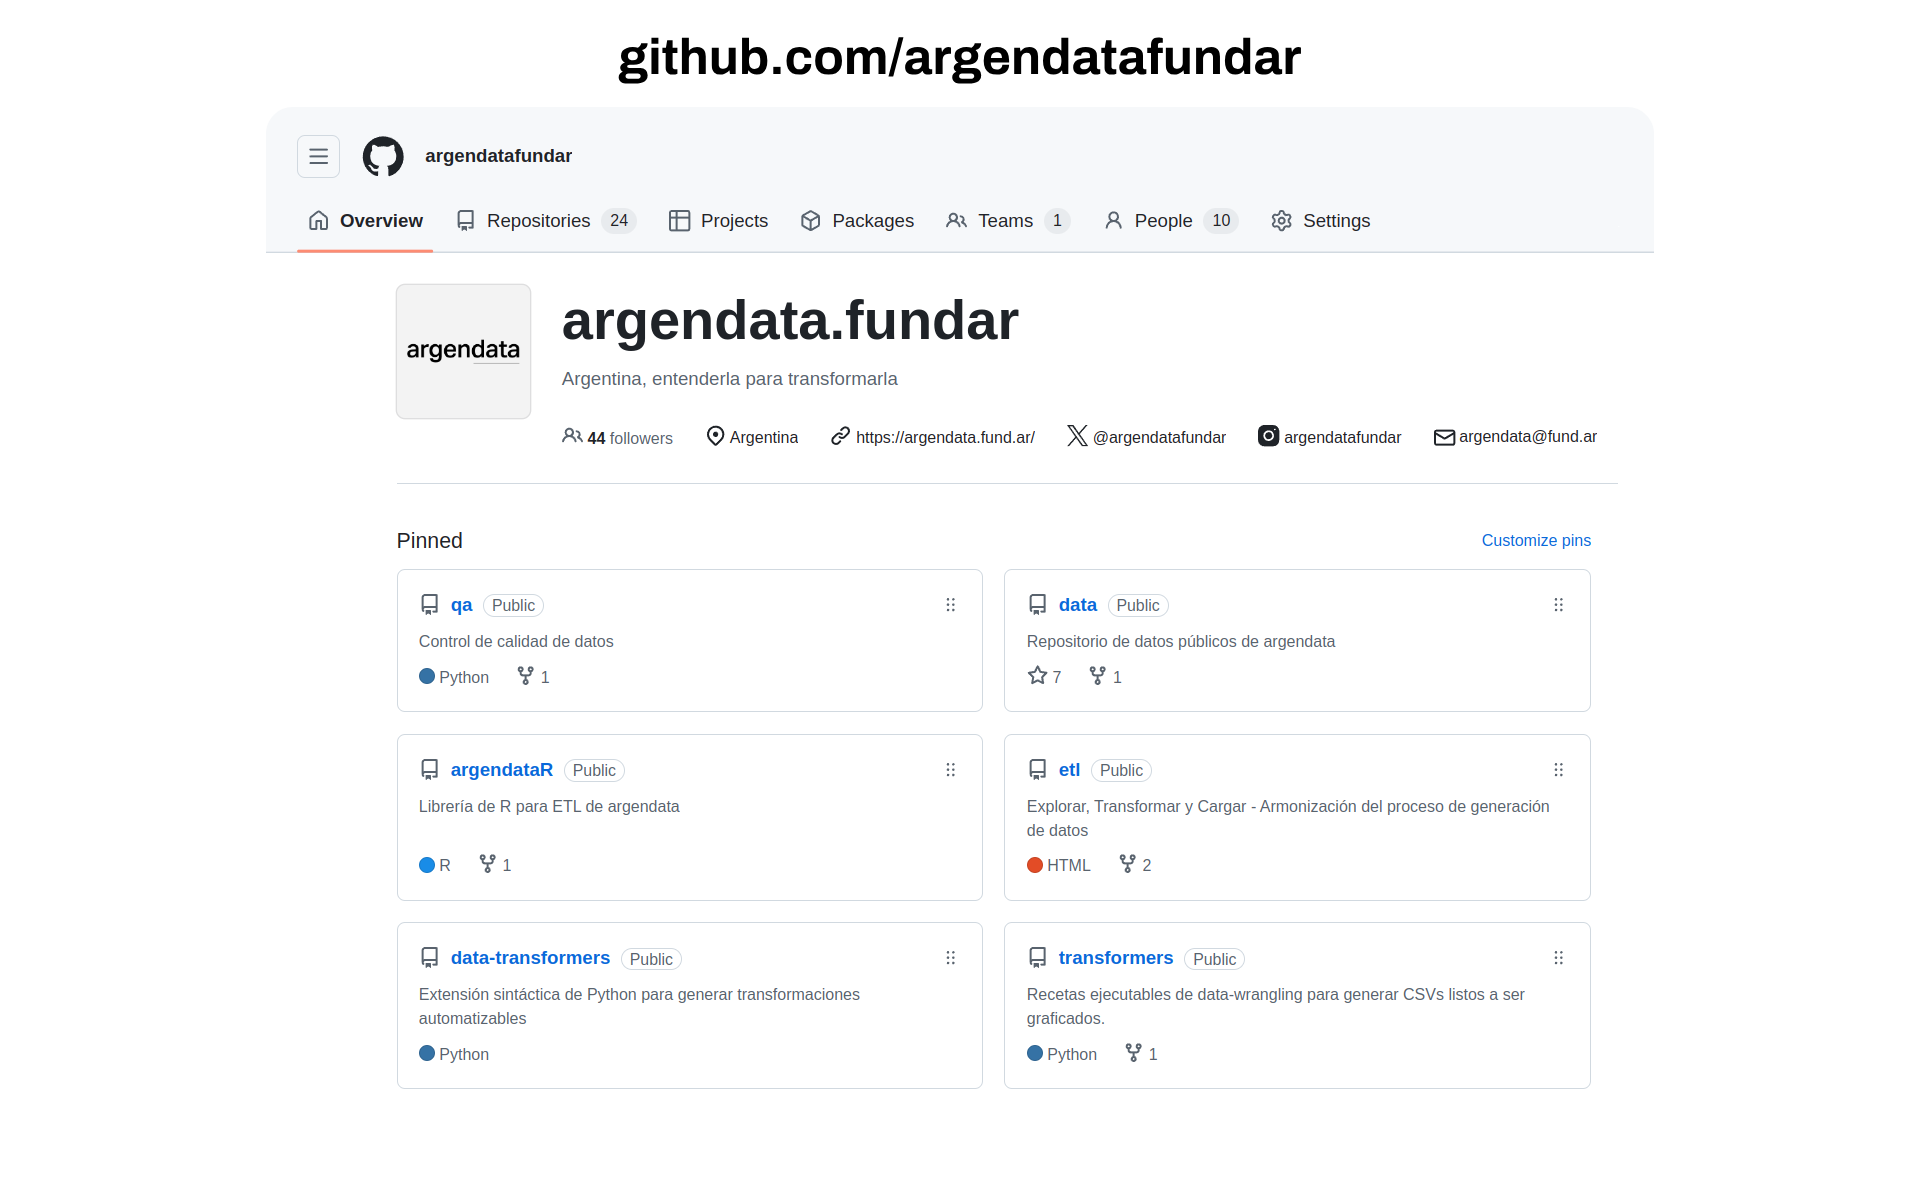 github.com/argendatafundar
argendatafundar
Overview Repositories 24 Projects Packages Teams 1 People 10 Settings
argendata
argendata.fundar
Argentina, entenderla para transformarla
44 followers Argentina https://argendata.fund.ar/ @argendatafundar argendatafundar argendata@fund.ar
Pinned Customize pins
qa Public
Control de calidad de datos
Python 1
data Public
Repositorio de datos públicos de argendata
7 1
argendataR Public
Librería de R para ETL de argendata
R 1
etl Public
Explorar, Transformar y Cargar - Armonización del proceso de generación
de datos
HTML 2
data-transformers Public
Extensión sintáctica de Python para generar transformaciones
automatizables
Python
transformers Public
Recetas ejecutables de data-wrangling para generar CSVs listos a ser
graficados.
Python 1